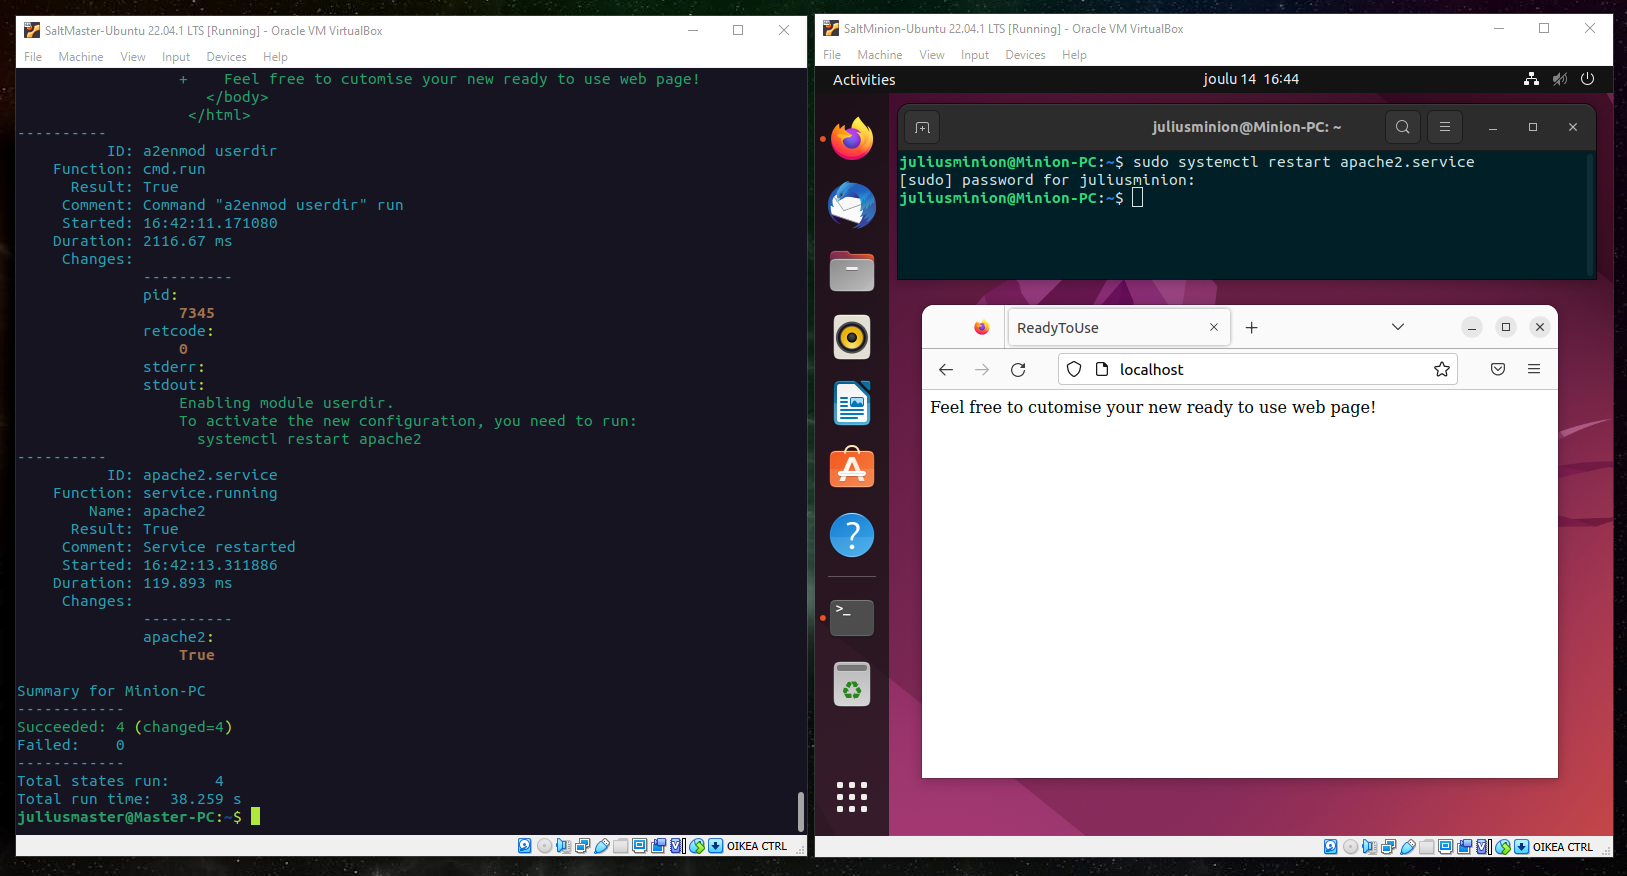 SaltMaster-Ubuntu 22.04.1 LTS [Running] - Oracle VM VirtualBox
File Machine View Input Devices Help
+    Feel free to cutomise your new ready to use web page!
</body>
</html>
----------
ID: a2enmod userdir
Function: cmd.run
Result: True
Comment: Command "a2enmod userdir" run
Started: 16:42:11.171080
Duration: 2116.67 ms
Changes:
----------
pid:
7345
retcode:
0
stderr:
stdout:
Enabling module userdir.
To activate the new configuration, you need to run:
systemctl restart apache2
----------
ID: apache2.service
Function: service.running
Name: apache2
Result: True
Comment: Service restarted
Started: 16:42:13.311886
Duration: 119.893 ms
Changes:
----------
apache2:
True
Summary for Minion-PC
------------
Succeeded: 4 (changed=4)
Failed:    0
------------
Total states run:     4
Total run time:  38.259 s
juliusmaster@Master-PC:~$
OIKEA CTRL
SaltMinion-Ubuntu 22.04.1 LTS [Running] - Oracle VM VirtualBox
File Machine View Input Devices Help
Activities joulu 14 16:44
juliusminion@Minion-PC: ~
juliusminion@Minion-PC:~$ sudo systemctl restart apache2.service
[sudo] password for juliusminion:
juliusminion@Minion-PC:~$
ReadyToUse
localhost
Feel free to cutomise your new ready to use web page!
OIKEA CTRL